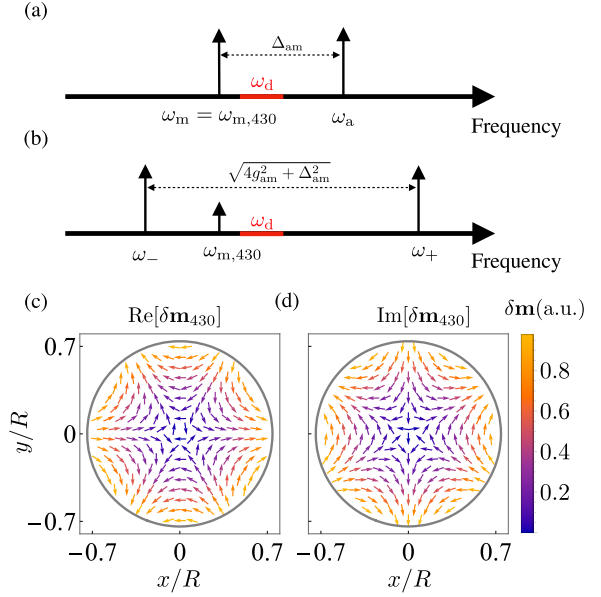 (a)
Δam
ωd
ωm = ωm,430
ωa
Frequency
(b)
√4g²am + Δ²am
ωd
ω−
ωm,430
ω+
Frequency
(c)
Re[δm430]
(d)
Im[δm430]
δm(a.u.)
0.7
0
−0.7
y/R
−0.7
0
0.7
x/R
−0.7
0
0.7
x/R
0.8
0.6
0.4
0.2